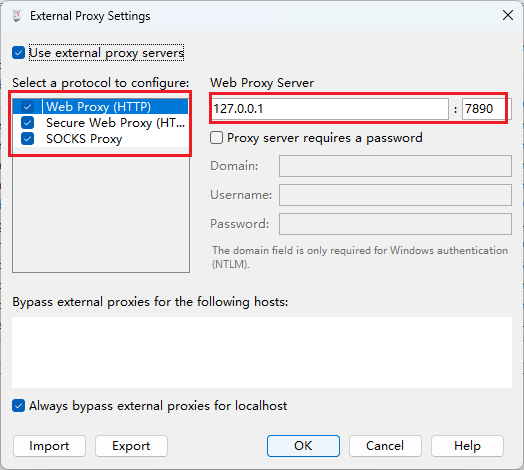 External Proxy Settings
Use external proxy servers
Select a protocol to configure:
Web Proxy (HTTP)
Secure Web Proxy (HT...
SOCKS Proxy
Web Proxy Server
127.0.0.1 : 7890
Proxy server requires a password
Domain:
Username:
Password:
The domain field is only required for Windows authentication
(NTLM).
Bypass external proxies for the following hosts:
Always bypass external proxies for localhost
Import Export OK Cancel Help